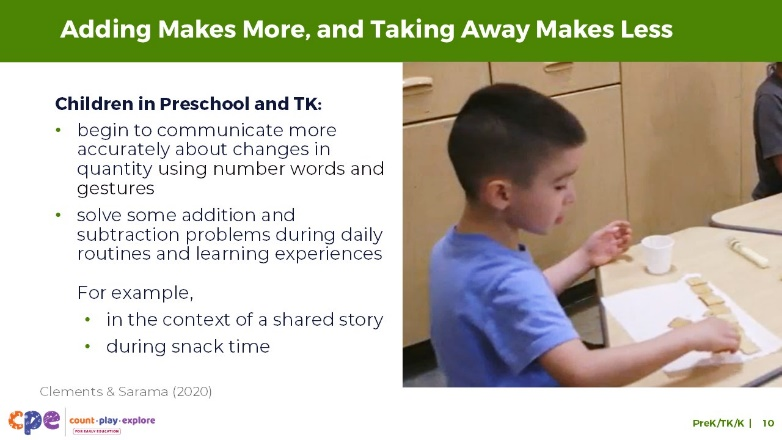 Adding Makes More, and Taking Away Makes Less
Children in Preschool and TK:
• begin to communicate more
accurately about changes in
quantity using number words and
gestures
• solve some addition and
subtraction problems during daily
routines and learning experiences
For example,
• in the context of a shared story
• during snack time
Clements & Sarama (2020)
cpe
count·play·explore
FOR EARLY EDUCATION
PreK/TK/K | 10